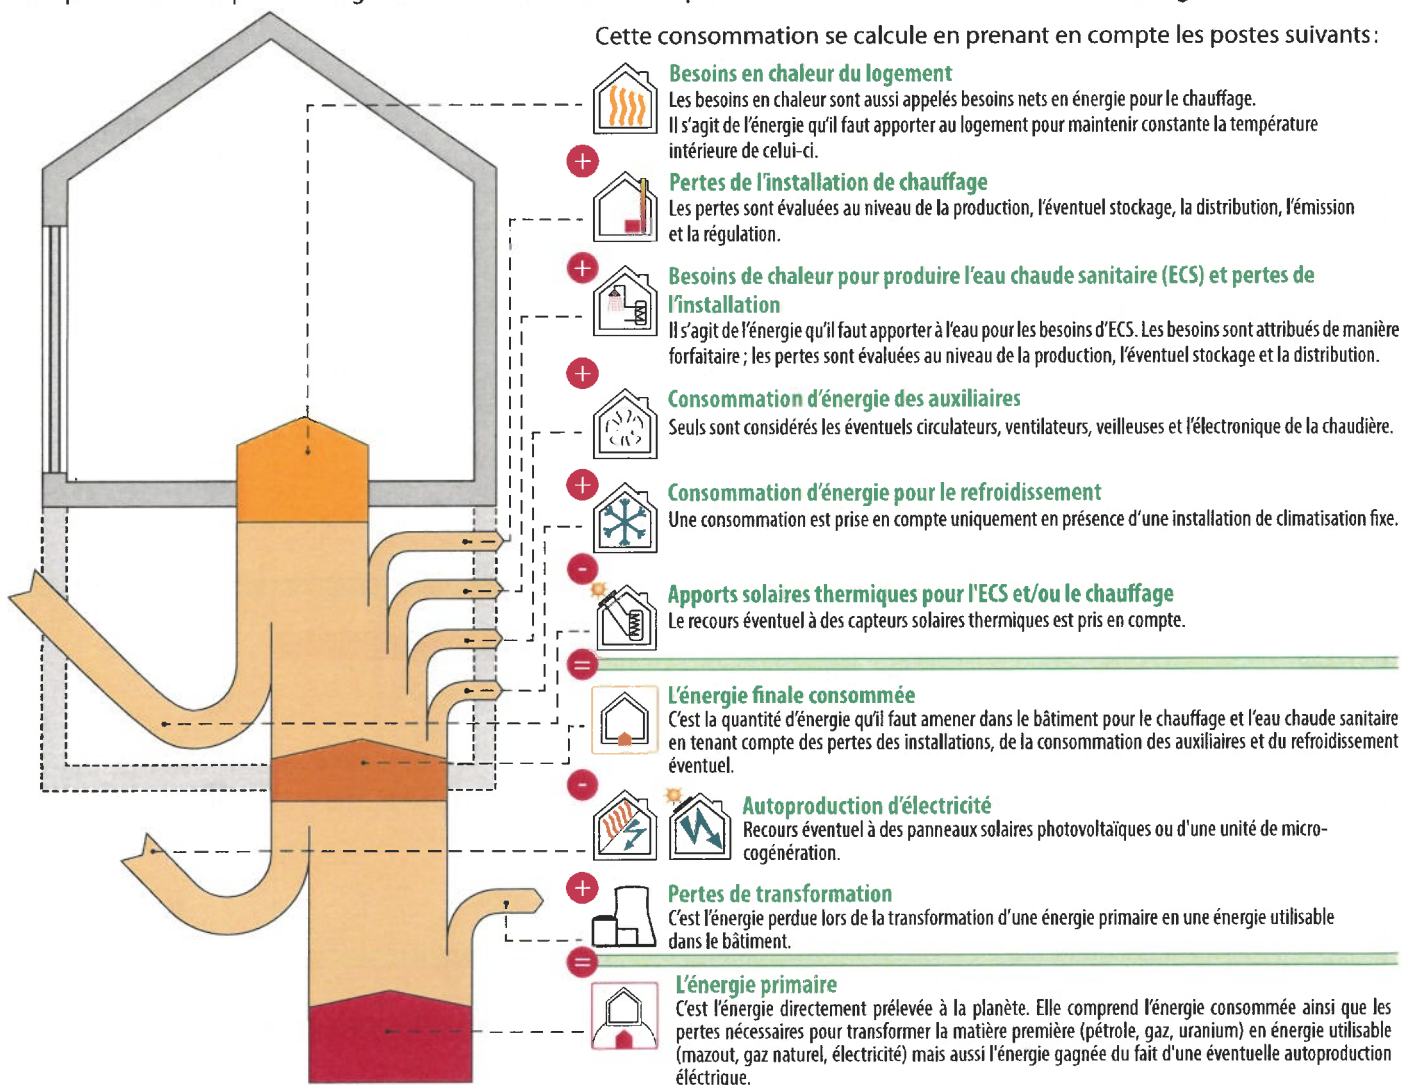 Cette consommation se calcule en prenant en compte les postes suivants :
Besoins en chaleur du logement
Les besoins en chaleur sont aussi appelés besoins nets en énergie pour le chauffage.
Il s'agit de l'énergie qu'il faut apporter au logement pour maintenir constante la température
intérieure de celui-ci.
+
Pertes de l'installation de chauffage
Les pertes sont évaluées au niveau de la production, l'éventuel stockage, la distribution, l'émission
et la régulation.
+
Besoins de chaleur pour produire l'eau chaude sanitaire (ECS) et pertes de
l'installation
Il s'agit de l'énergie qu'il faut apporter à l'eau pour les besoins d'ECS. Les besoins sont attribués de manière
forfaitaire ; les pertes sont évaluées au niveau de la production, l'éventuel stockage et la distribution.
+
Consommation d'énergie des auxiliaires
Seuls sont considérés les éventuels circulateurs, ventilateurs, veilleuses et l'électronique de la chaudière.
+
Consommation d'énergie pour le refroidissement
Une consommation est prise en compte uniquement en présence d'une installation de climatisation fixe.
-
Apports solaires thermiques pour l'ECS et/ou le chauffage
Le recours éventuel à des capteurs solaires thermiques est pris en compte.
=
L'énergie finale consommée
C'est la quantité d'énergie qu'il faut amener dans le bâtiment pour le chauffage et l'eau chaude sanitaire
en tenant compte des pertes des installations, de la consommation des auxiliaires et du refroidissement
éventuel.
-
Autoproduction d'électricité
Recours éventuel à des panneaux solaires photovoltaïques ou d'une unité de micro-
cogénération.
+
Pertes de transformation
C'est l'énergie perdue lors de la transformation d'une énergie primaire en une énergie utilisable
dans le bâtiment.
=
L'énergie primaire
C'est l'énergie directement prélevée à la planète. Elle comprend l'énergie consommée ainsi que les
pertes nécessaires pour transformer la matière première (pétrole, gaz, uranium) en énergie utilisable
(mazout, gaz naturel, électricité) mais aussi l'énergie gagnée du fait d'une éventuelle autoproduction
éléctrique.